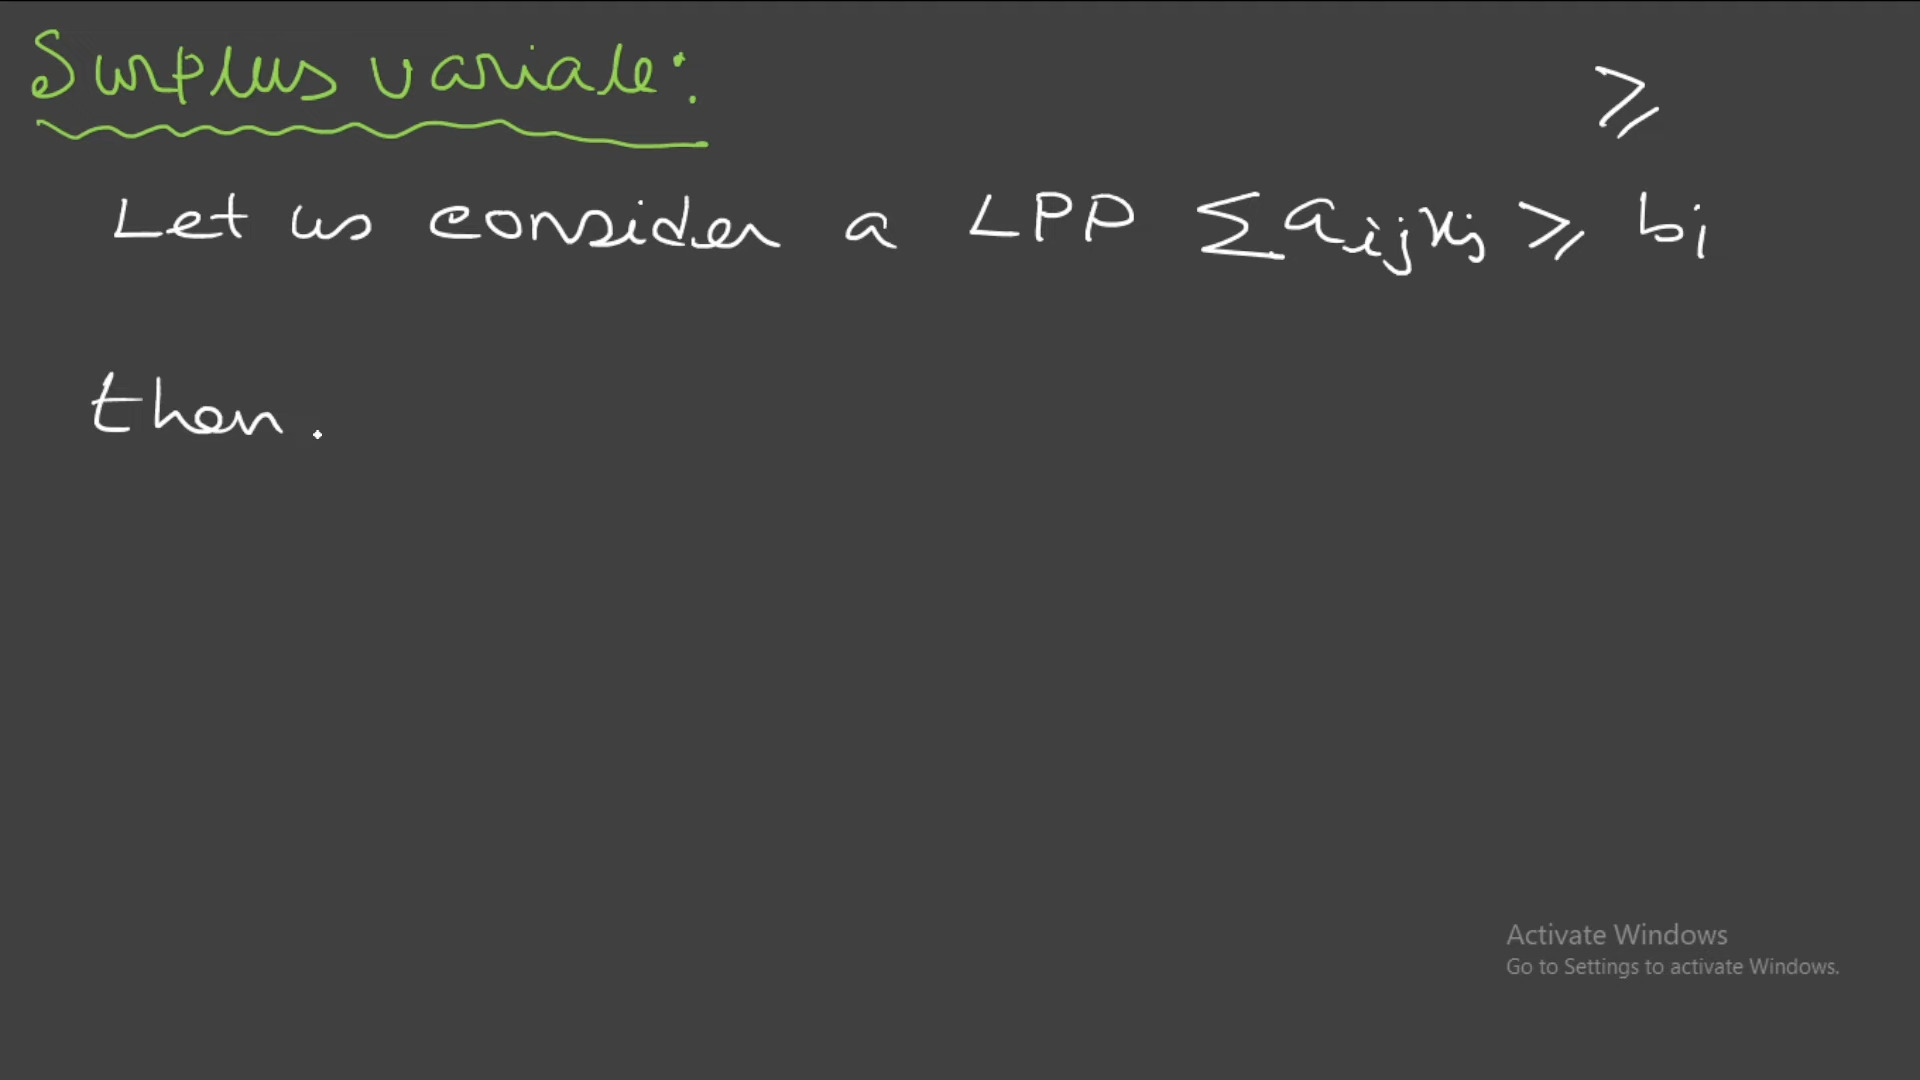 Surplus variale:
≥
Let us consider a LPP ∑aijxj ≥ bi
then.
Activate Windows
Go to Settings to activate Windows.